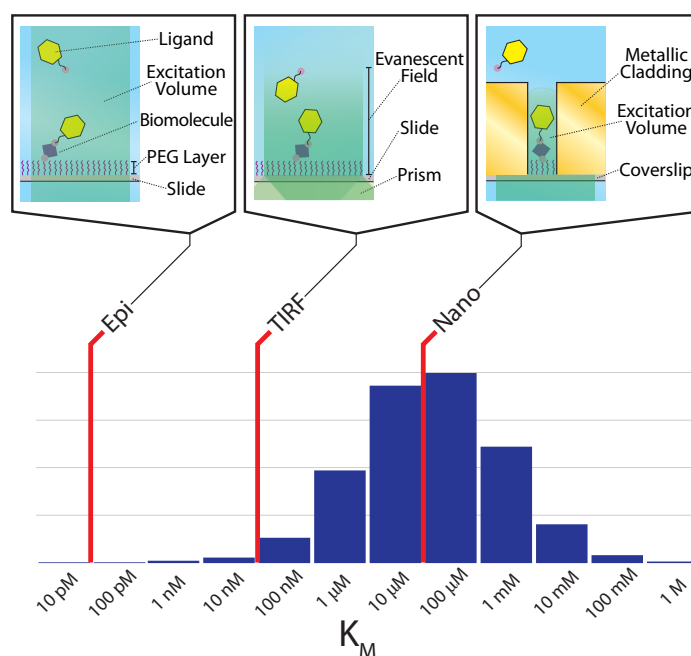 Ligand
Excitation
Volume
Biomolecule
PEG Layer
Slide
Evanescent
Field
Slide
Prism
Metallic
Cladding
Excitation
Volume
Coverslip
Epi
TIRF
Nano
10 pM
100 pM
1 nM
10 nM
100 nM
1 μM
10 μM
100 μM
1 mM
10 mM
100 mM
1 M
K_M